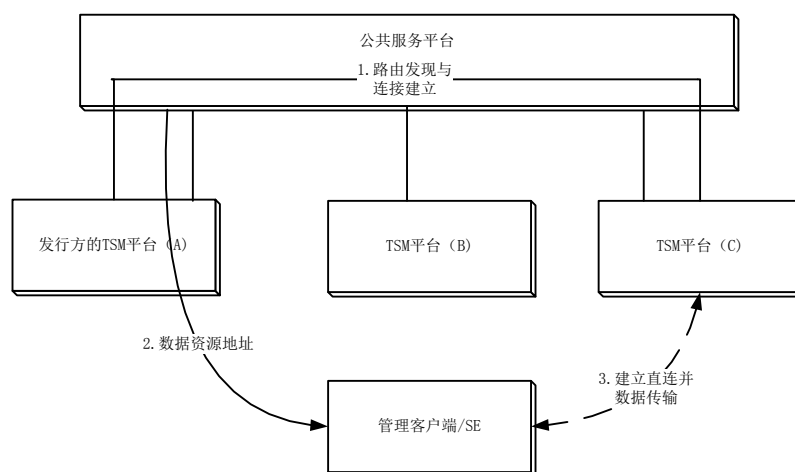 公共服务平台
1.路由发现与
连接建立
发行方的TSM平台（A）
TSM平台（B）
TSM平台（C）
2.数据资源地址
3.建立直连并
数据传输
管理客户端/SE